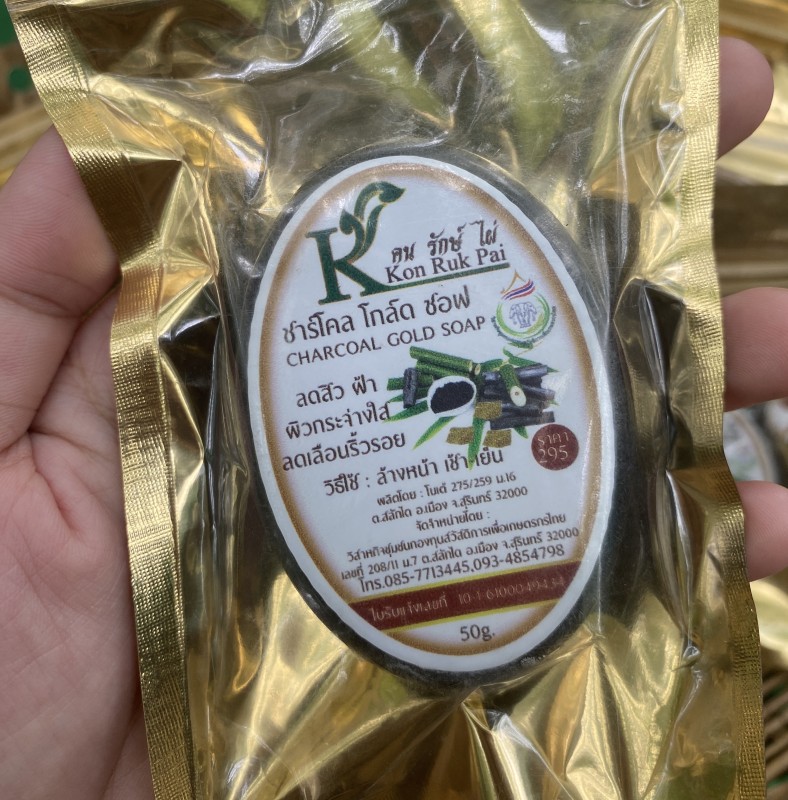 K
คน รักษ์ ไผ่
Kon Ruk Pai
ชาร์โคล โกล์ด ซอฟ
CHARCOAL GOLD SOAP
ลดสิว ฝ้า
ผิวกระจ่างใส
ลดเลือนริ้วรอย
ราคา
295
วิธีใช้ : ล้างหน้า เช้า เย็น
ผลิตโดย : โนเต้ 275/259 ม.16
ต.สลักได อ.เมือง จ.สุรินทร์ 32000
จัดจำหน่ายโดย :
วิสาหกิจชุมชนกองทุนสวัสดิการเพื่อเกษตรกรไทย
เลขที่ 208/11 ม.7 ต.สลักได อ.เมือง จ.สุรินทร์ 32000
โทร.085-7713445,093-4854798
ใบรับแจ้งเลขที่ 10-1-6100049434
50g.